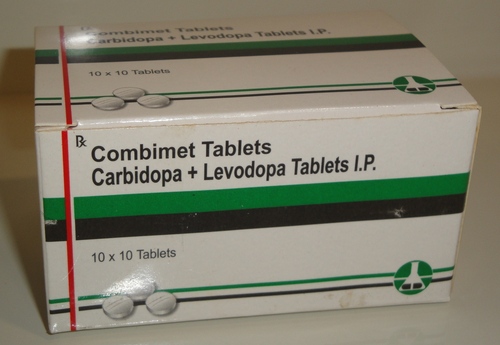 Combimet Tablets
Carbidopa + Levodopa Tablets I.P.
10 x 10 Tablets
℞
Combimet Tablets
Carbidopa + Levodopa Tablets I.P.
10 x 10 Tablets